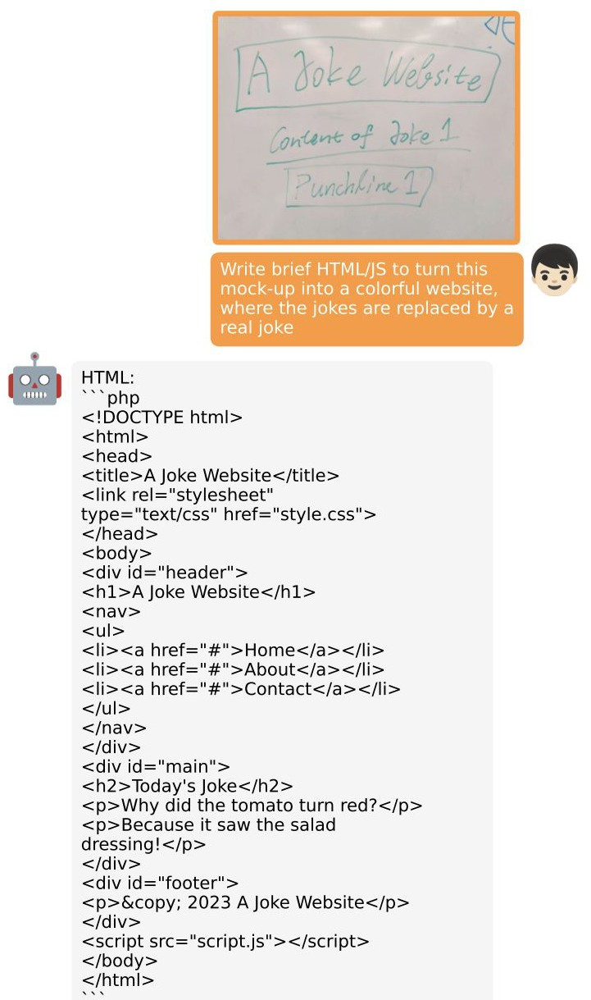 A Joke Website
Content of Joke 1
Punchline 1
Write brief HTML/JS to turn this
mock-up into a colorful website,
where the jokes are replaced by a
real joke
HTML:
```php
<!DOCTYPE html>
<html>
<head>
<title>A Joke Website</title>
<link rel="stylesheet"
type="text/css" href="style.css">
</head>
<body>
<div id="header">
<h1>A Joke Website</h1>
<nav>
<ul>
<li><a href="#">Home</a></li>
<li><a href="#">About</a></li>
<li><a href="#">Contact</a></li>
</ul>
</nav>
</div>
<div id="main">
<h2>Today's Joke</h2>
<p>Why did the tomato turn red?</p>
<p>Because it saw the salad
dressing!</p>
</div>
<div id="footer">
<p>&copy; 2023 A Joke Website</p>
</div>
<script src="script.js"></script>
</body>
</html>
```